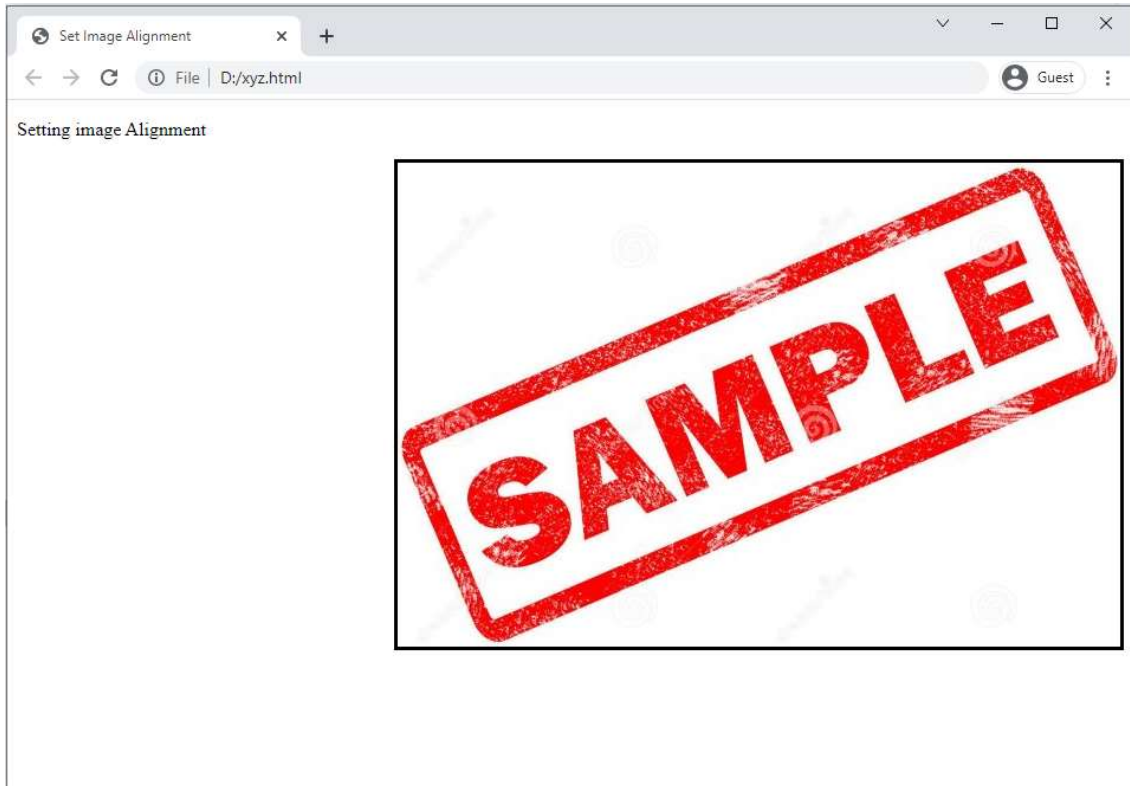 Set Image Alignment
File D:/xyz.html
Guest
Setting image Alignment
SAMPLE